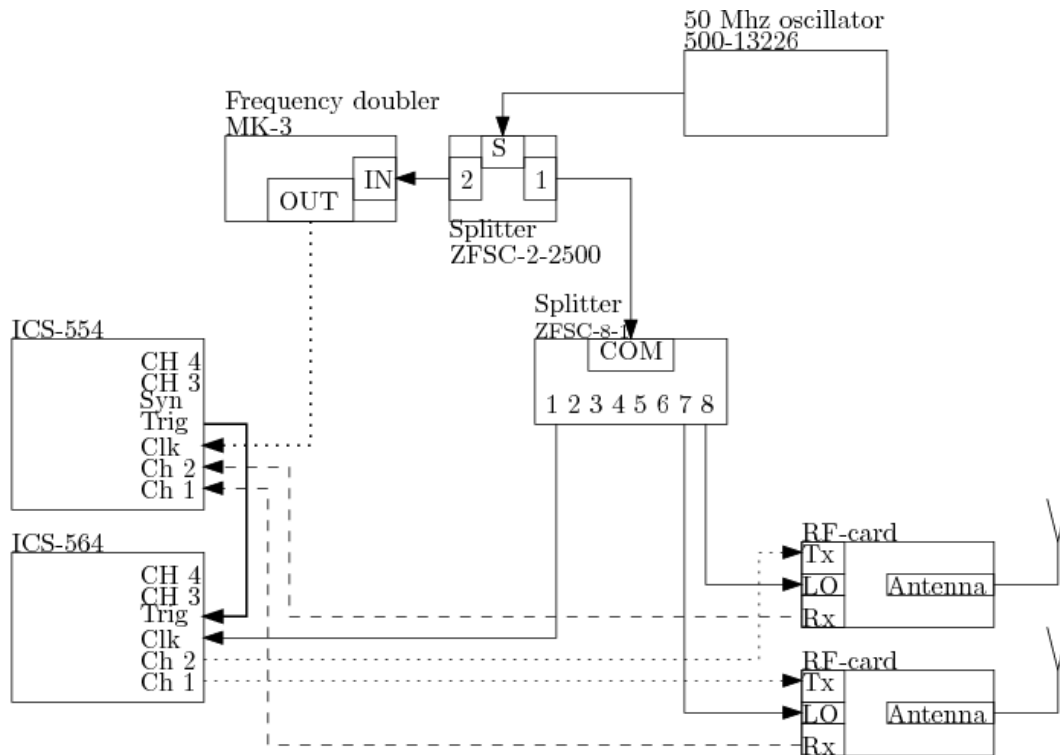 50 Mhz oscillator
500-13226
Frequency doubler
MK-3
S
IN
2
1
OUT
Splitter
ZFSC-2-2500
Splitter
ZFSC-8-1
COM
1 2 3 4 5 6 7 8
ICS-554
CH 4
CH 3
Syn
Trig
Clk
Ch 2
Ch 1
ICS-564
CH 4
CH 3
Trig
Clk
Ch 2
Ch 1
RF-card
Tx
LO
Antenna
Rx
RF-card
Tx
LO
Antenna
Rx